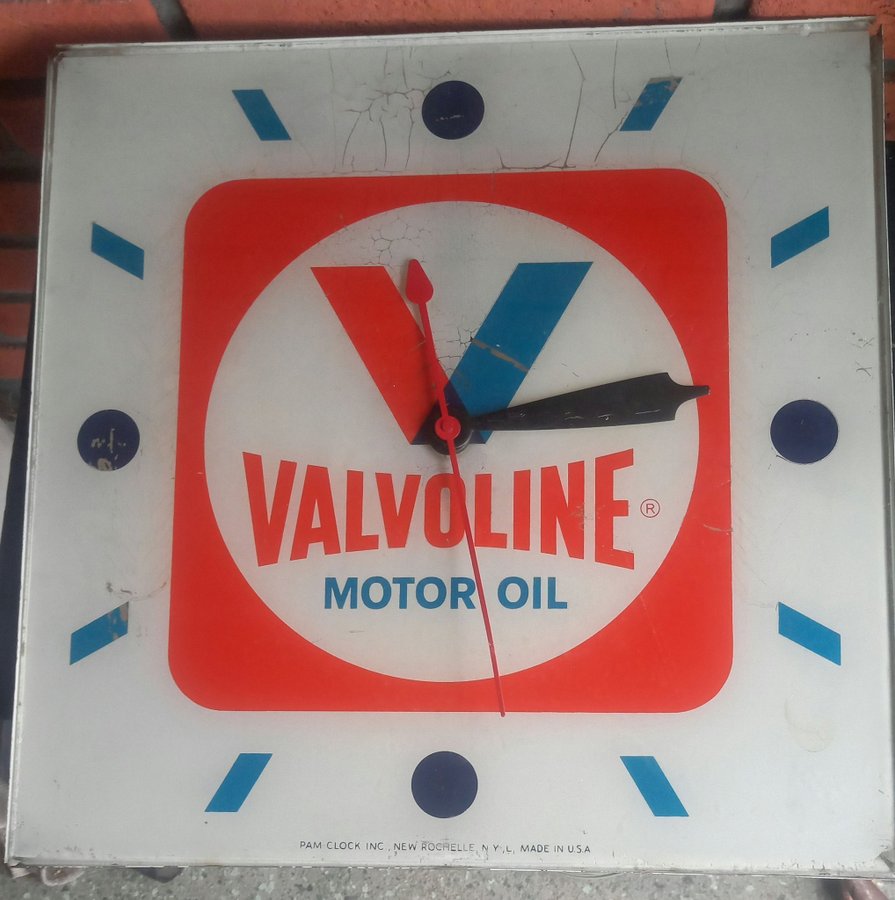 V
VALVOLINE ®
MOTOR OIL
PAM CLOCK INC., NEW ROCHELLE, N.Y., MADE IN U.S.A